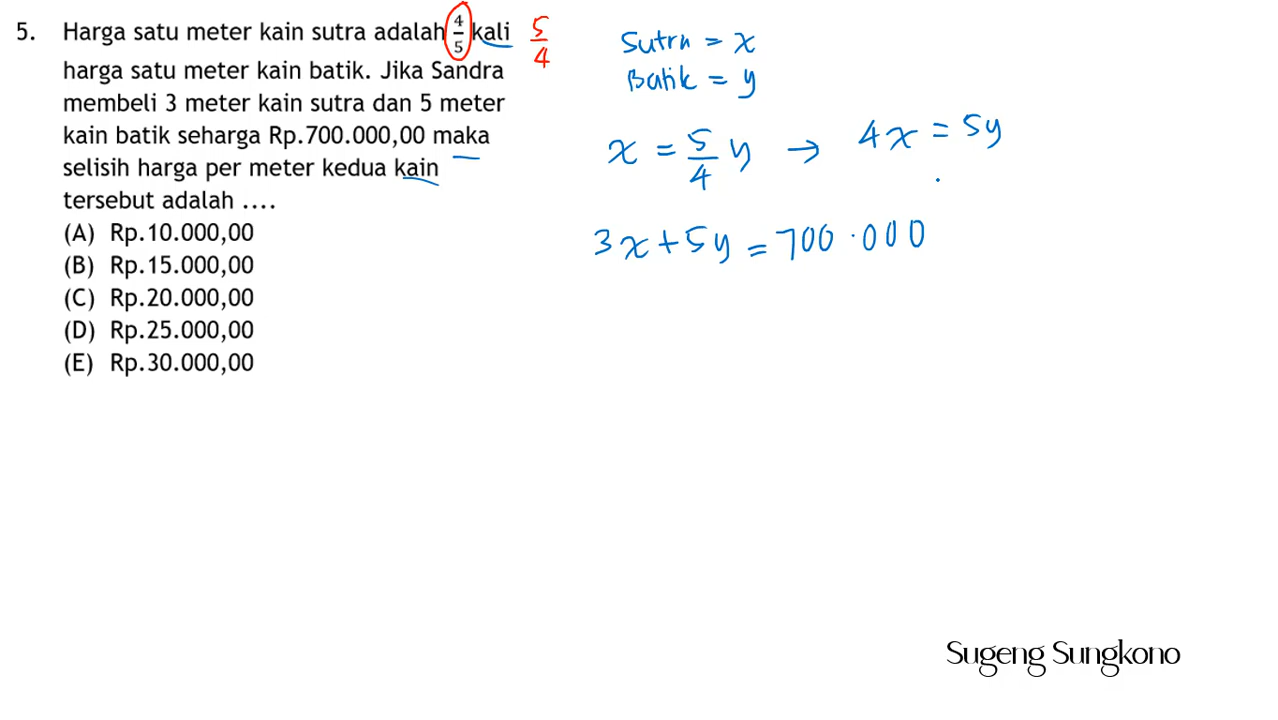 5. Harga satu meter kain sutra adalah 4/5 kali 5/4
harga satu meter kain batik. Jika Sandra
membeli 3 meter kain sutra dan 5 meter
kain batik seharga Rp.700.000,00 maka
selisih harga per meter kedua kain
tersebut adalah ....
(A) Rp.10.000,00
(B) Rp.15.000,00
(C) Rp.20.000,00
(D) Rp.25.000,00
(E) Rp.30.000,00
Sutra = x
Batik = y
x = 5/4 y → 4x = 5y
3x + 5y = 700.000
Sugeng Sungkono